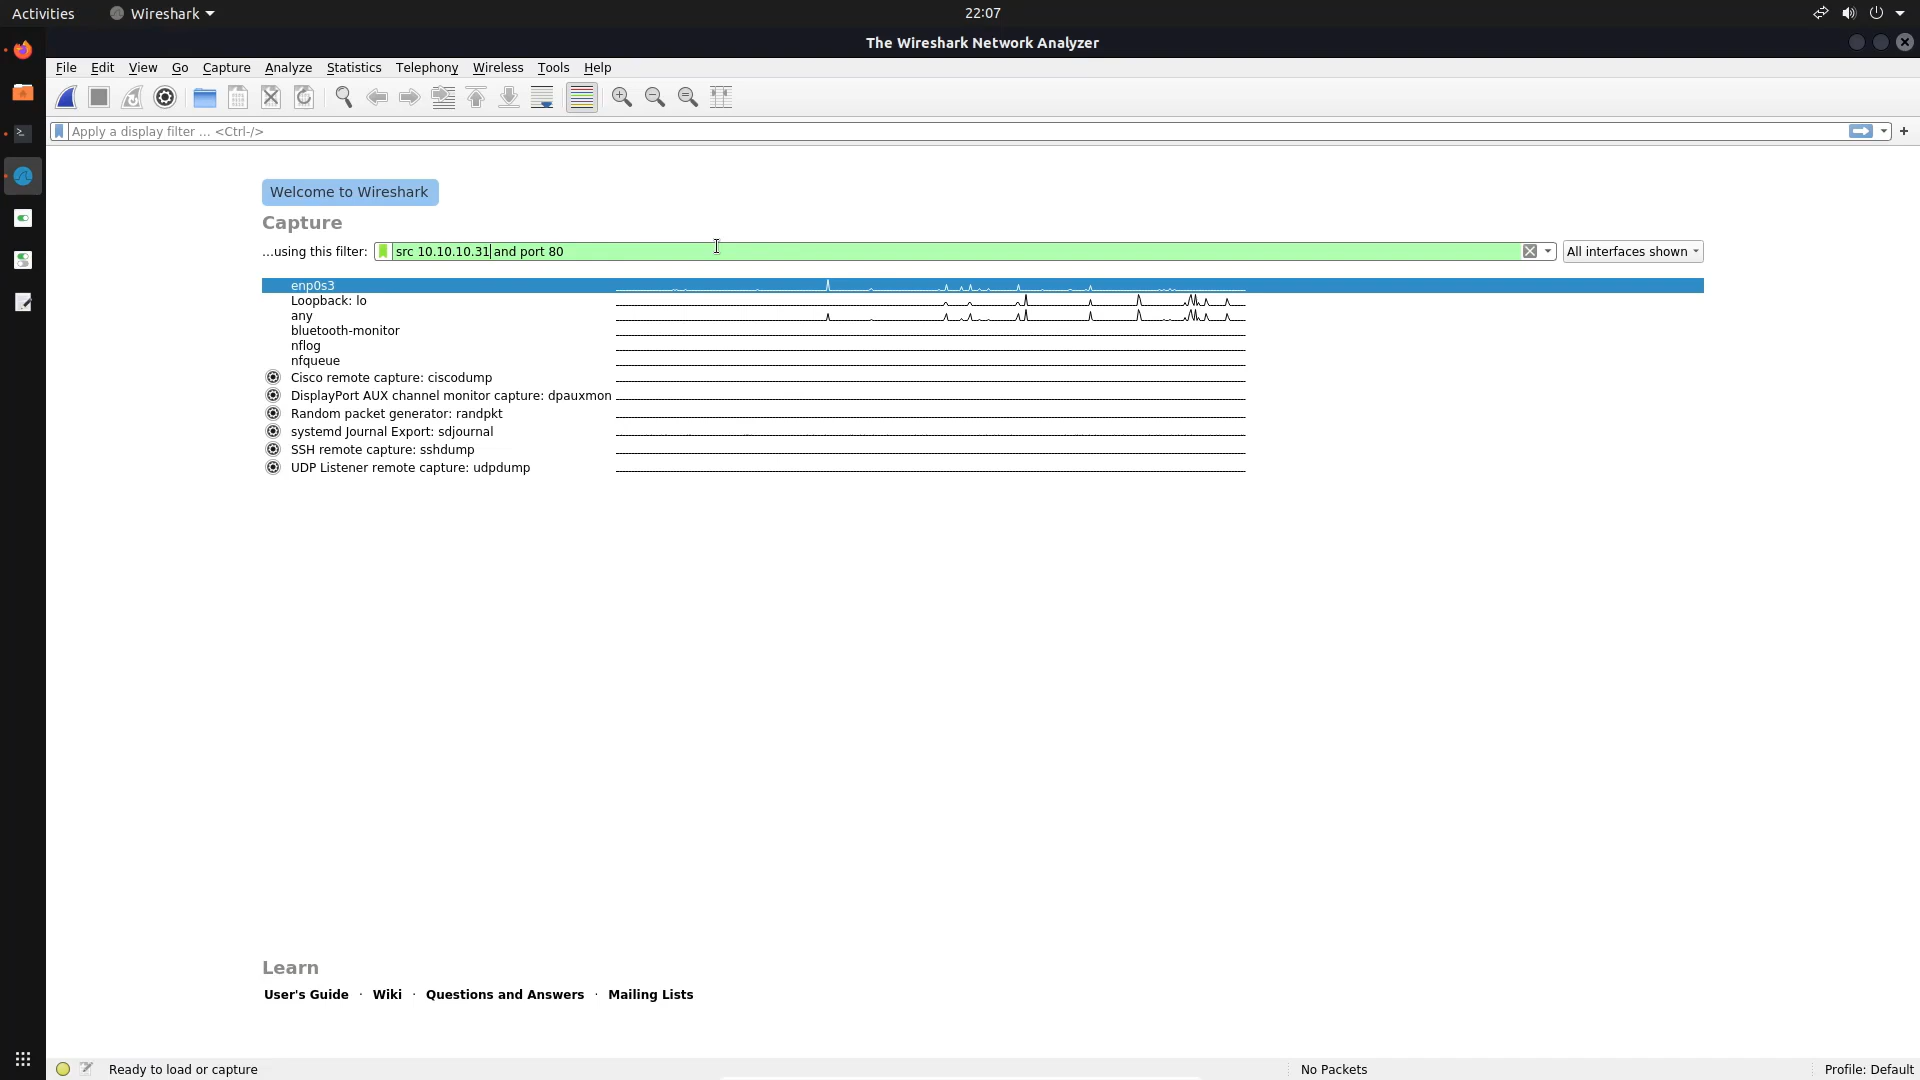 Activities Wireshark 22:07
The Wireshark Network Analyzer
File Edit View Go Capture Analyze Statistics Telephony Wireless Tools Help
Apply a display filter ... <Ctrl-/> +
Welcome to Wireshark
Capture
...using this filter: src 10.10.10.31 and port 80 All interfaces shown
enp0s3
Loopback: lo
any
bluetooth-monitor
nflog
nfqueue
Cisco remote capture: ciscodump
DisplayPort AUX channel monitor capture: dpauxmon
Random packet generator: randpkt
systemd Journal Export: sdjournal
SSH remote capture: sshdump
UDP Listener remote capture: udpdump
Learn
User's Guide · Wiki · Questions and Answers · Mailing Lists
Ready to load or capture No Packets Profile: Default